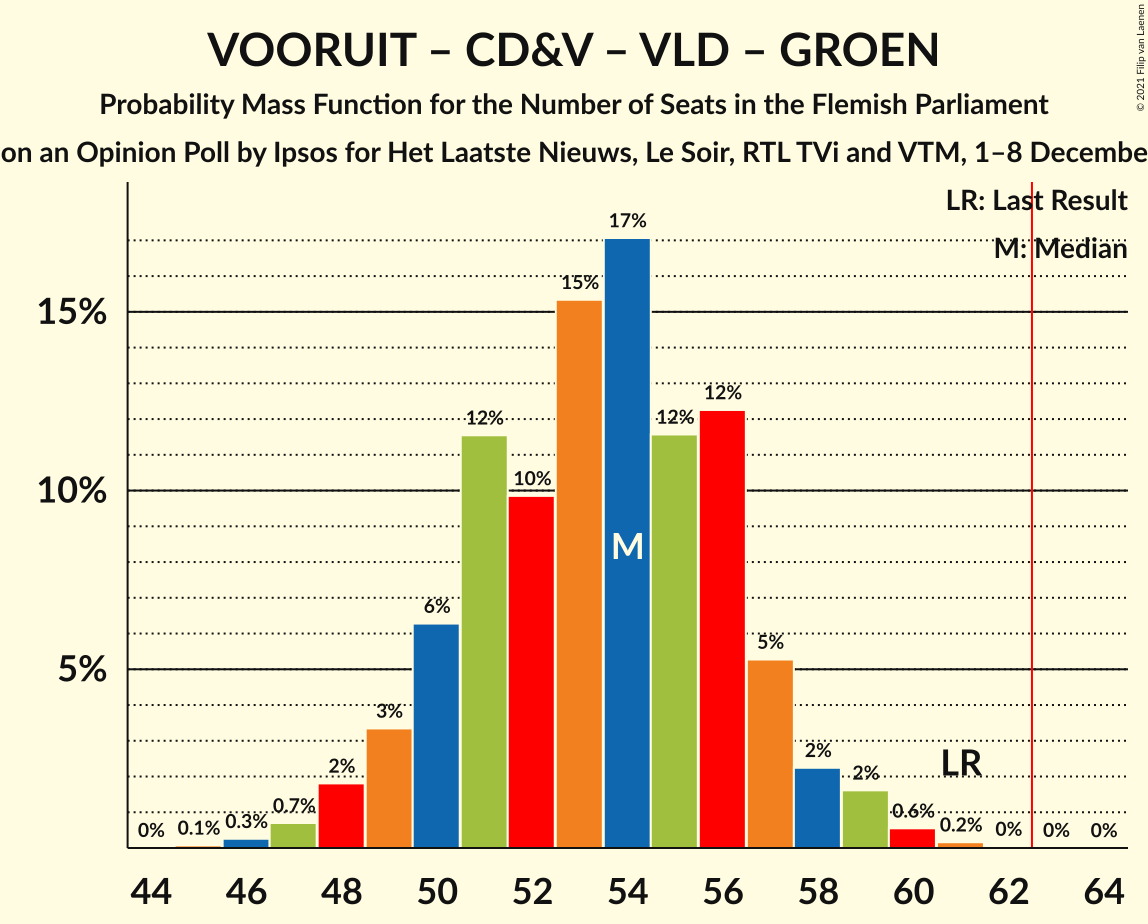 VOORUIT – CD&V – VLD – GROEN
Probability Mass Function for the Number of Seats in the Flemish Parliament
on an Opinion Poll by Ipsos for Het Laatste Nieuws, Le Soir, RTL TVi and VTM, 1–8 Decembe
© 2021 Filip van Laenen
LR: Last Result
M: Median
15%
10%
5%
0% 0.1% 0.3% 0.7% 2% 3% 6% 12% 10% 15% 17% 12% 12% 5% 2% 2% 0.6% 0.2% 0% 0% 0%
M
LR
44 46 48 50 52 54 56 58 60 62 64